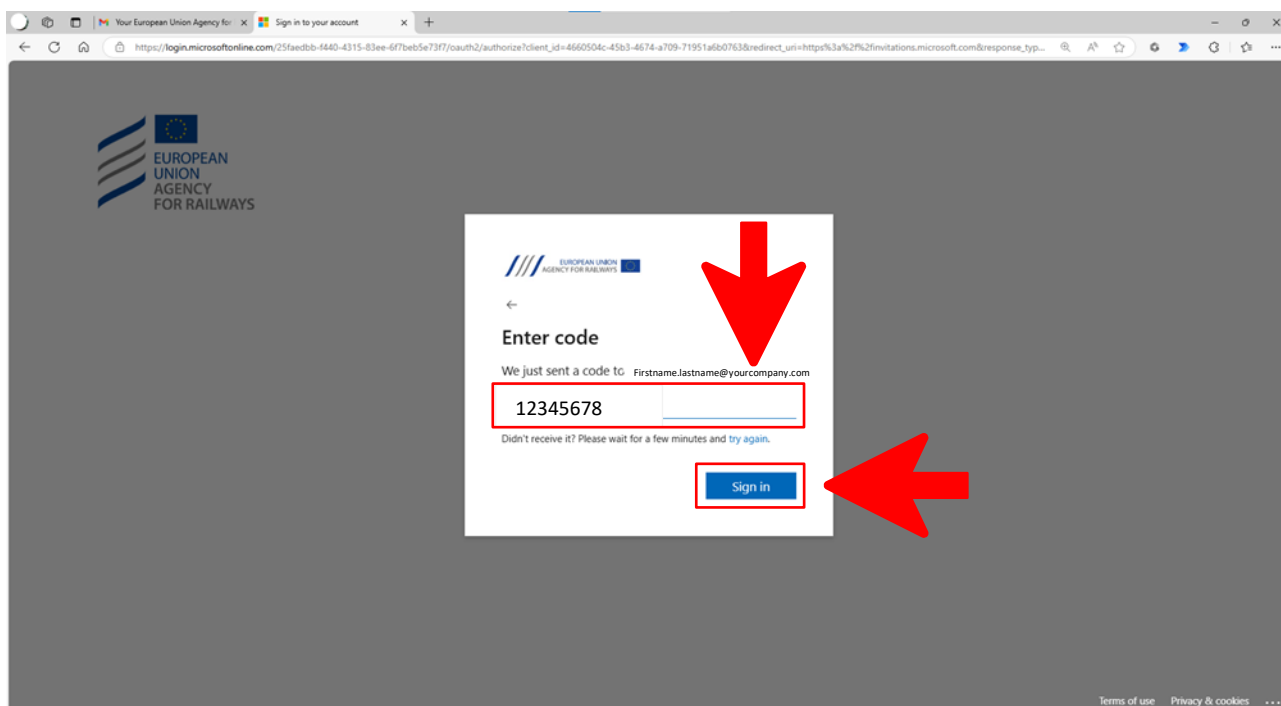 Your European Union Agency for
Sign in to your account
https://login.microsoftonline.com/25faedbb-f440-4315-83ee-6f7beb5e73f7/oauth2/authorize?client_id=4660504c-45b3-4674-a709-71951a6b0763&redirect_uri=https%3a%2f%2finvitations.microsoft.com&response_typ...
EUROPEAN
UNION
AGENCY
FOR RAILWAYS
EUROPEAN UNION
AGENCY FOR RAILWAYS
Enter code
We just sent a code to Firstname.lastname@yourcompany.com
12345678
Didn't receive it? Please wait for a few minutes and try again.
Sign in
Terms of use Privacy & cookies ...